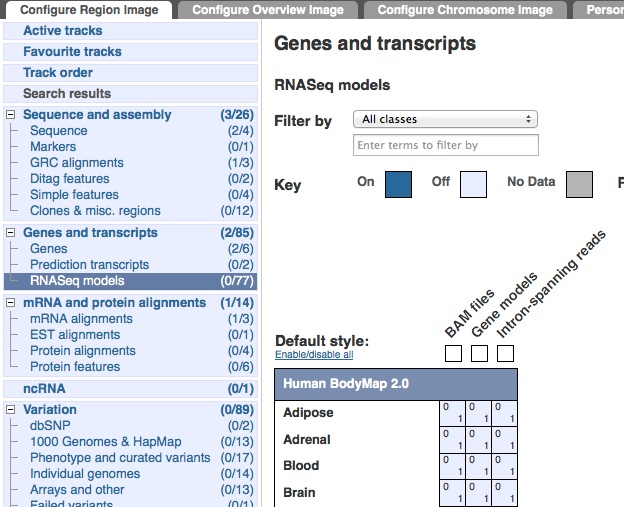 Configure Region Image Configure Overview Image Configure Chromosome Image Person
Active tracks
Favourite tracks
Track order
Search results
Sequence and assembly (3/26)
Sequence (2/4)
Markers (0/1)
GRC alignments (1/3)
Ditag features (0/2)
Simple features (0/4)
Clones & misc. regions (0/12)
Genes and transcripts (2/85)
Genes (2/6)
Prediction transcripts (0/2)
RNASeq models (0/77)
mRNA and protein alignments (1/14)
mRNA alignments (1/3)
EST alignments (0/1)
Protein alignments (0/4)
Protein features (0/6)
ncRNA (0/1)
Variation (0/89)
dbSNP (0/2)
1000 Genomes & HapMap (0/13)
Phenotype and curated variants (0/17)
Individual genomes (0/14)
Arrays and other (0/13)
Failed variants (0/1)
Genes and transcripts
RNASeq models
Filter by All classes
Enter terms to filter by
Key On Off No Data F
BAM files
Gene models
Intron-spanning reads
Default style:
Enable/disable all
Human BodyMap 2.0
Adipose 0 1 0 1 0 1
Adrenal 0 1 0 1 0 1
Blood 0 1 0 1 0 1
Brain 0 1 0 1 0 1